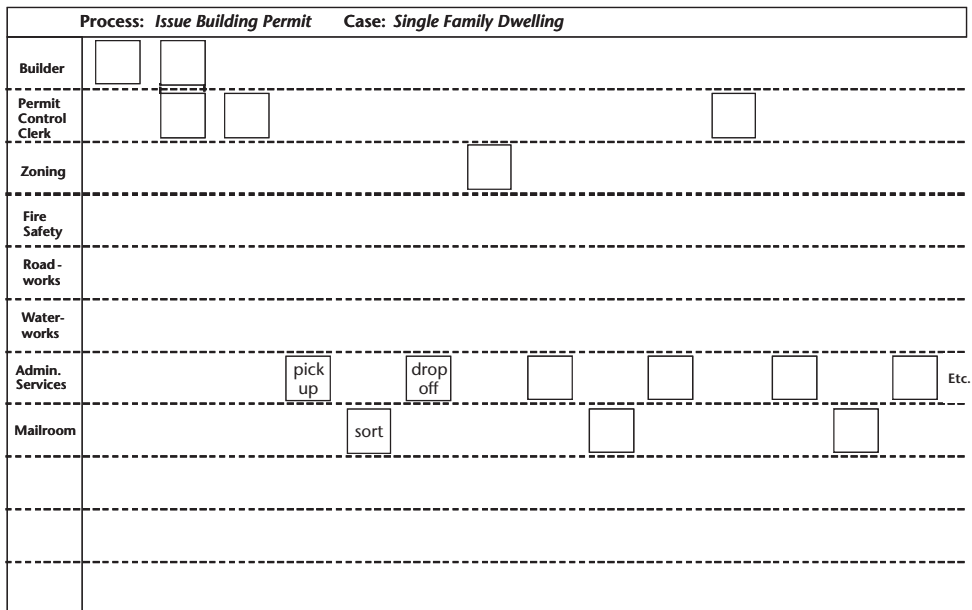 Process: Issue Building Permit Case: Single Family Dwelling
Builder
Permit
Control
Clerk
Zoning
Fire
Safety
Road -
works
Water-
works
Admin.
Services
pick
up
drop
off
Etc.
Mailroom
sort